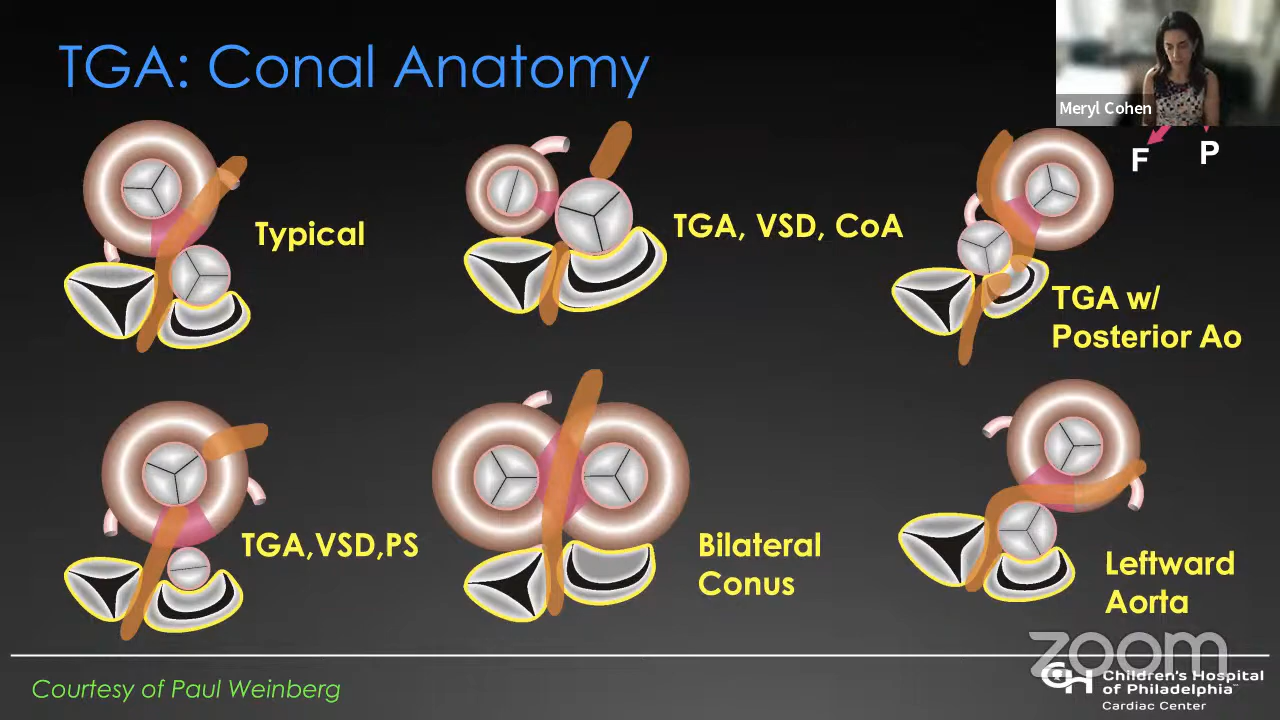 TGA: Conal Anatomy
Meryl Cohen
F
P
Typical
TGA, VSD, CoA
TGA w/
Posterior Ao
TGA,VSD,PS
Bilateral
Conus
Leftward
Aorta
zoom
Courtesy of Paul Weinberg
CH Children's Hospital
of Philadelphia
Cardiac Center